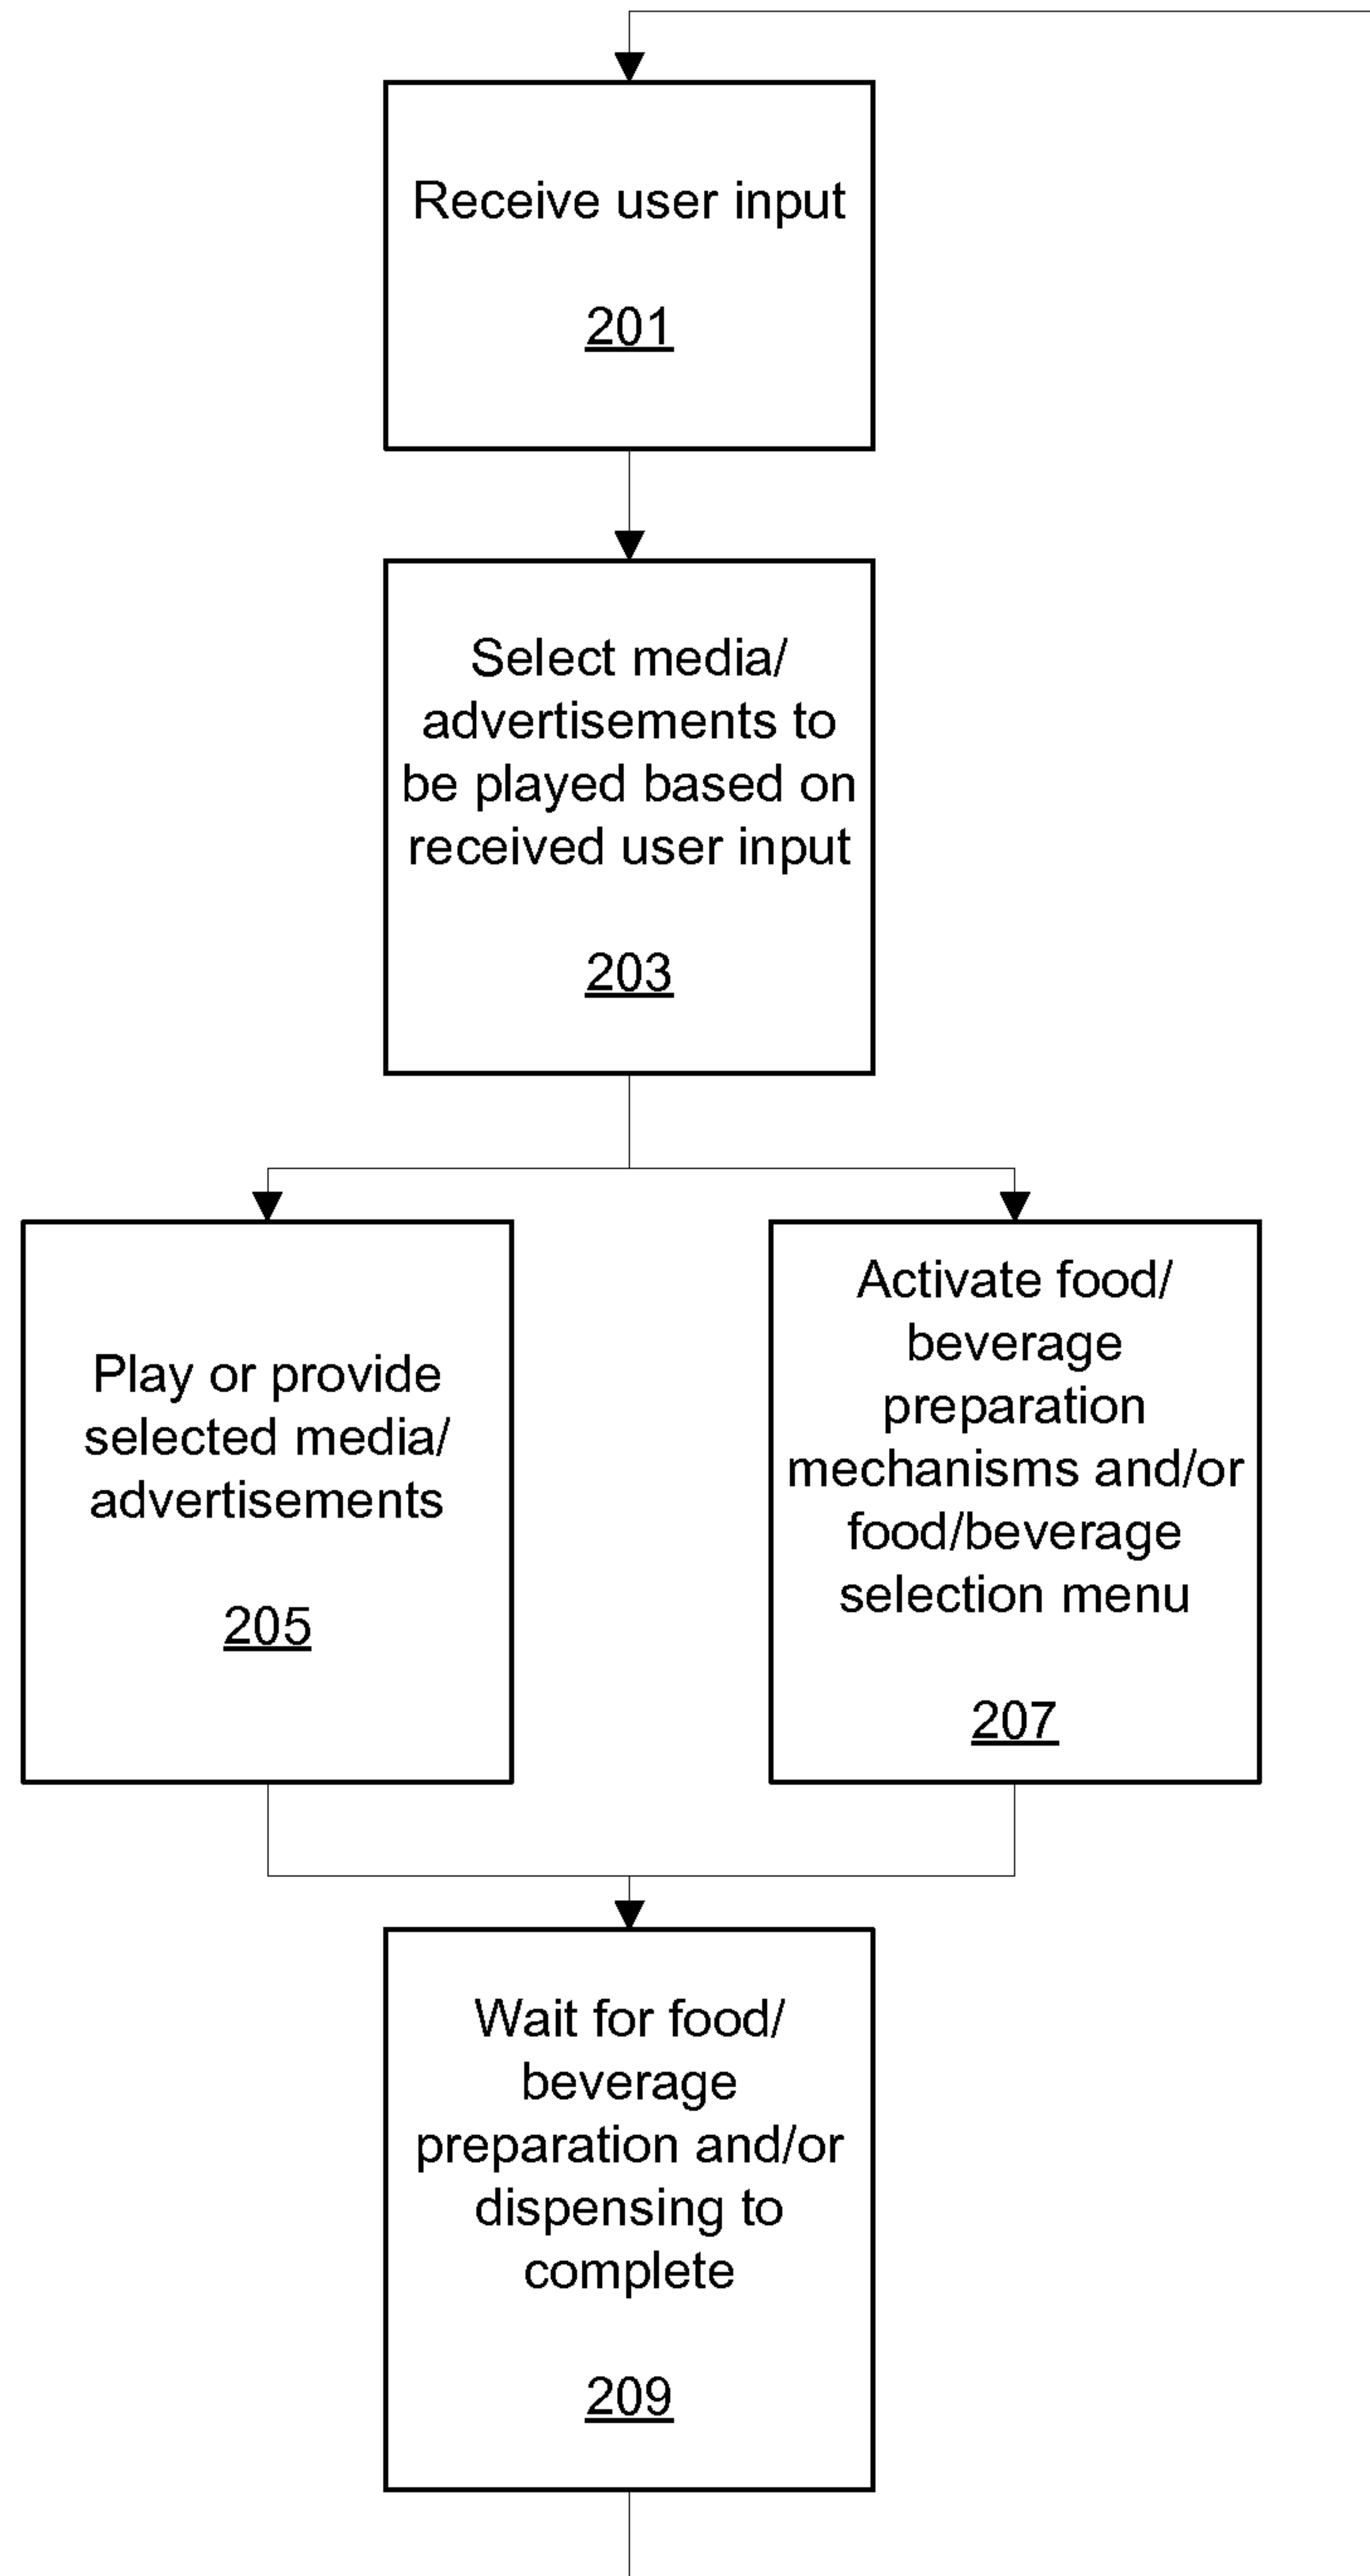 Receive user input
201
Select media/
advertisements to
be played based on
received user input
203
Play or provide
selected media/
advertisements
205
Activate food/
beverage
preparation
mechanisms and/or
food/beverage
selection menu
207
Wait for food/
beverage
preparation and/or
dispensing to
complete
209